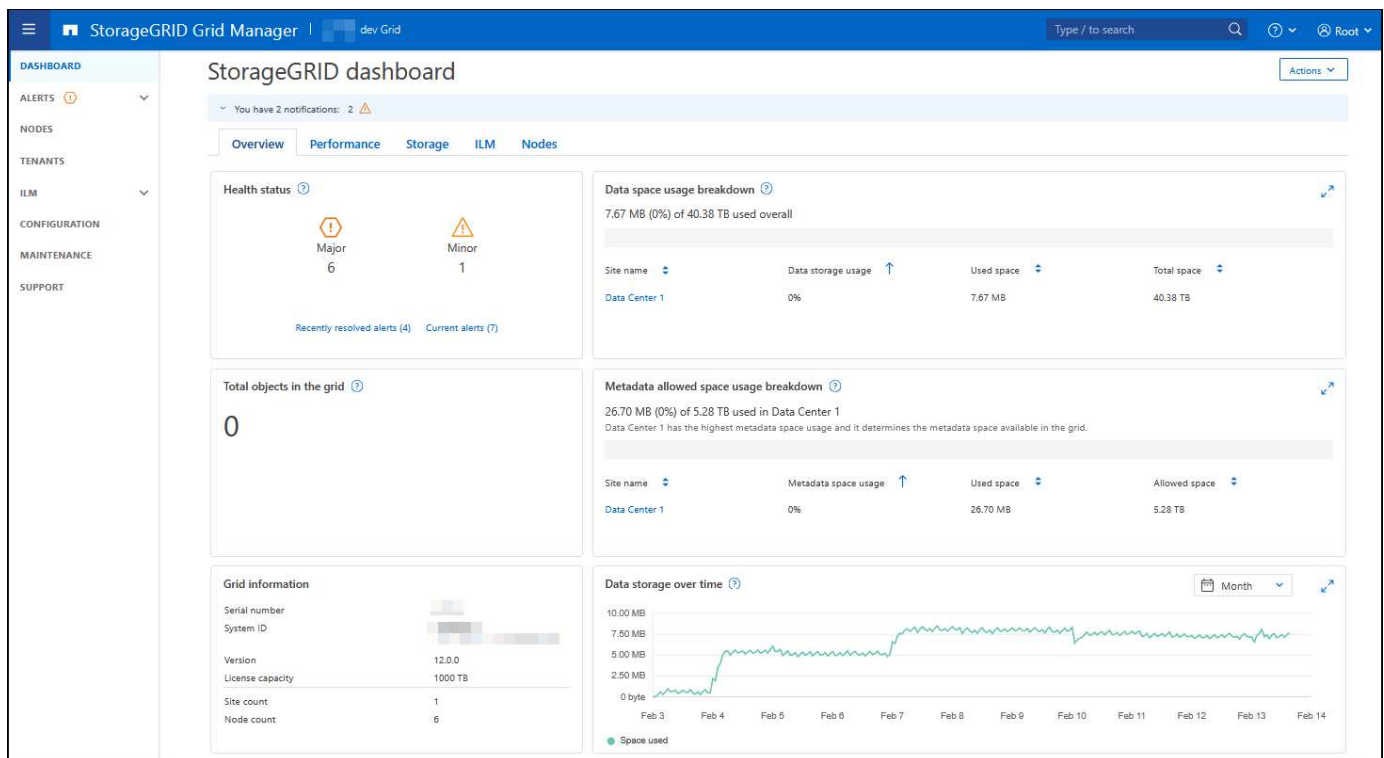 StorageGRID Grid Manager | dev Grid
Type / to search
Root
DASHBOARD
ALERTS
NODES
TENANTS
ILM
CONFIGURATION
MAINTENANCE
SUPPORT
StorageGRID dashboard
Actions
You have 2 notifications: 2
Overview Performance Storage ILM Nodes
Health status
Major
6
Minor
1
Recently resolved alerts (4) Current alerts (7)
Data space usage breakdown
7.67 MB (0%) of 40.38 TB used overall
Site name Data storage usage Used space Total space
Data Center 1 0% 7.67 MB 40.38 TB
Total objects in the grid
0
Metadata allowed space usage breakdown
26.70 MB (0%) of 5.28 TB used in Data Center 1
Data Center 1 has the highest metadata space usage and it determines the metadata space available in the grid.
Site name Metadata space usage Used space Allowed space
Data Center 1 0% 26.70 MB 5.28 TB
Grid information
Serial number
System ID
Version 12.0.0
License capacity 1000 TB
Site count 1
Node count 6
Data storage over time
Month
10.00 MB
7.50 MB
5.00 MB
2.50 MB
0 byte
Feb 3 Feb 4 Feb 5 Feb 6 Feb 7 Feb 8 Feb 9 Feb 10 Feb 11 Feb 12 Feb 13 Feb 14
Space used